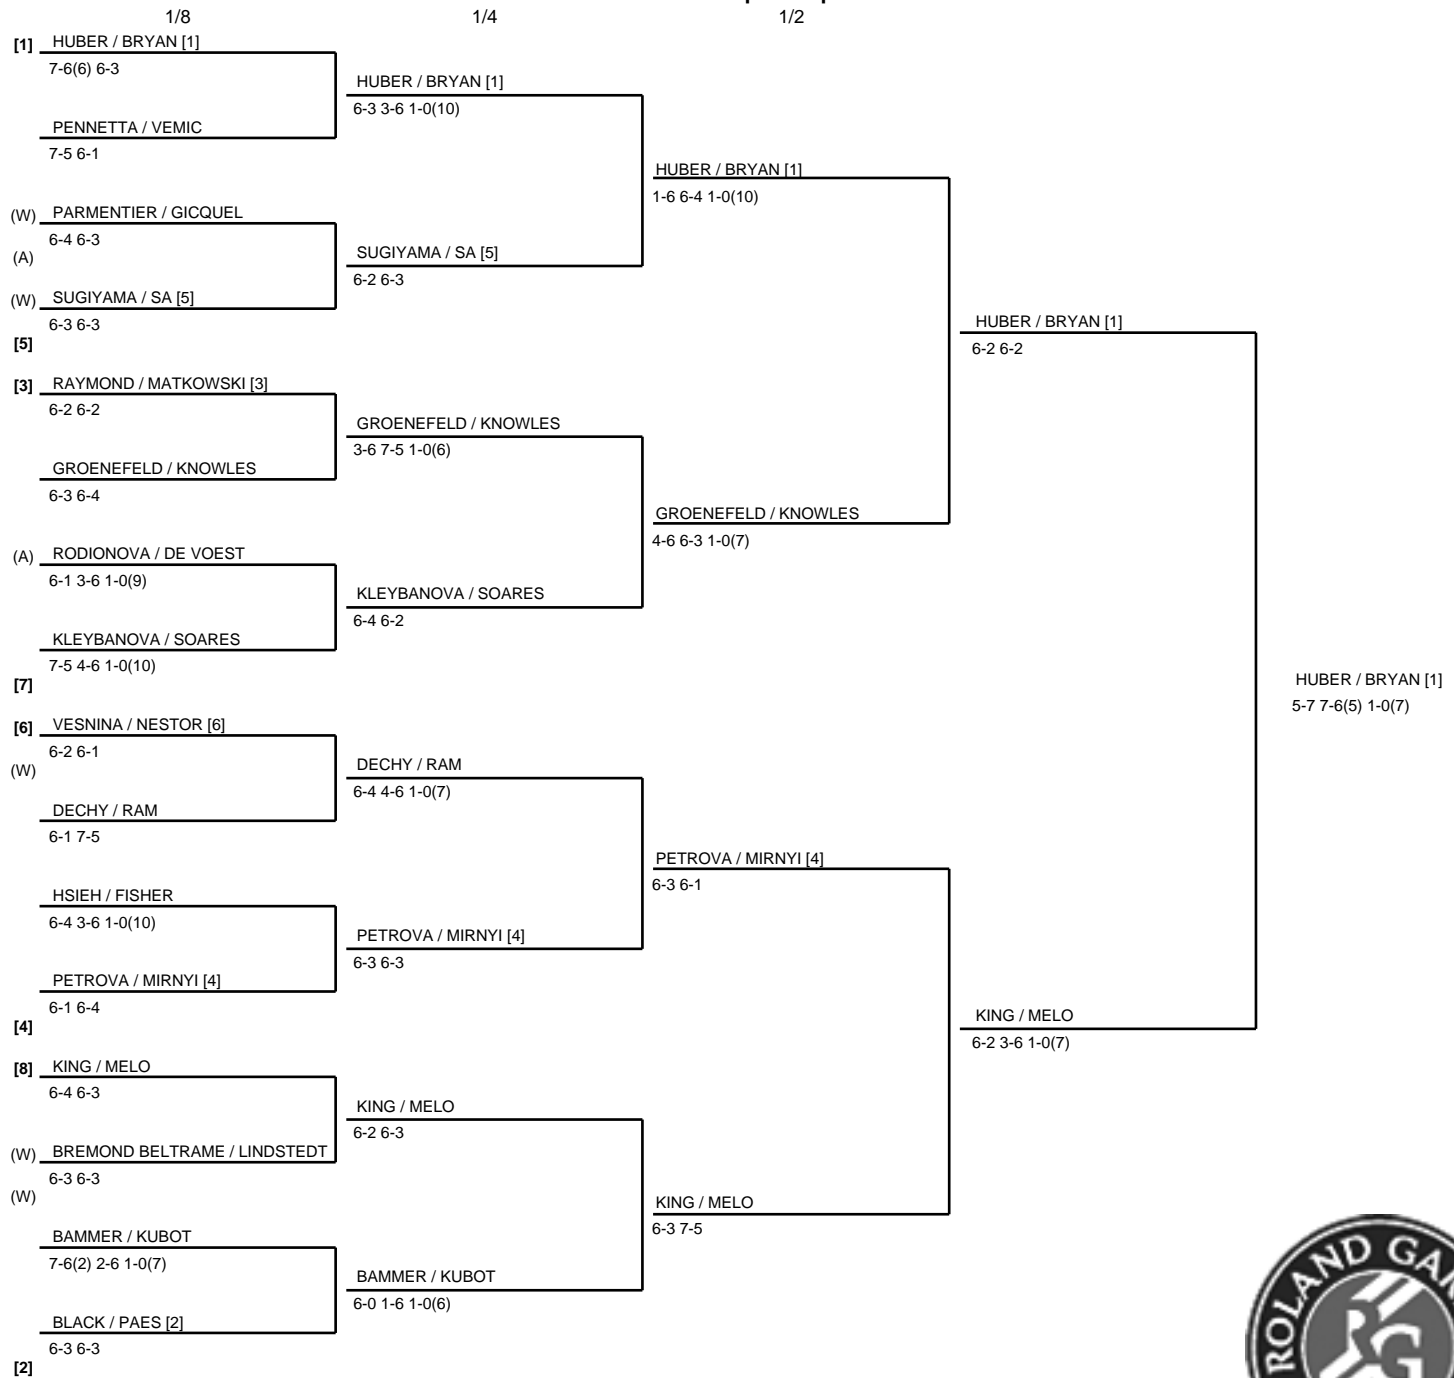 1/8 1/4 1/2
[1] HUBER / BRYAN [1]
7-6(6) 6-3
HUBER / BRYAN [1]
6-3 3-6 1-0(10)
PENNETTA / VEMIC
7-5 6-1
HUBER / BRYAN [1]
1-6 6-4 1-0(10)
(W) PARMENTIER / GICQUEL
6-4 6-3
(A)
SUGIYAMA / SA [5]
6-2 6-3
(W) SUGIYAMA / SA [5]
6-3 6-3
[5]
HUBER / BRYAN [1]
6-2 6-2
[3] RAYMOND / MATKOWSKI [3]
6-2 6-2
GROENEFELD / KNOWLES
3-6 7-5 1-0(6)
GROENEFELD / KNOWLES
6-3 6-4
GROENEFELD / KNOWLES
4-6 6-3 1-0(7)
(A) RODIONOVA / DE VOEST
6-1 3-6 1-0(9)
KLEYBANOVA / SOARES
6-4 6-2
KLEYBANOVA / SOARES
7-5 4-6 1-0(10)
[7]
HUBER / BRYAN [1]
5-7 7-6(5) 1-0(7)
[6] VESNINA / NESTOR [6]
6-2 6-1
(W)
DECHY / RAM
6-4 4-6 1-0(7)
DECHY / RAM
6-1 7-5
PETROVA / MIRNYI [4]
6-3 6-1
HSIEH / FISHER
6-4 3-6 1-0(10)
PETROVA / MIRNYI [4]
6-3 6-3
PETROVA / MIRNYI [4]
6-1 6-4
[4]
KING / MELO
6-2 3-6 1-0(7)
[8] KING / MELO
6-4 6-3
KING / MELO
6-2 6-3
(W) BREMOND BELTRAME / LINDSTEDT
6-3 6-3
(W)
KING / MELO
6-3 7-5
BAMMER / KUBOT
7-6(2) 2-6 1-0(7)
BAMMER / KUBOT
6-0 1-6 1-0(6)
BLACK / PAES [2]
6-3 6-3
[2]
ROLAND GA
RG